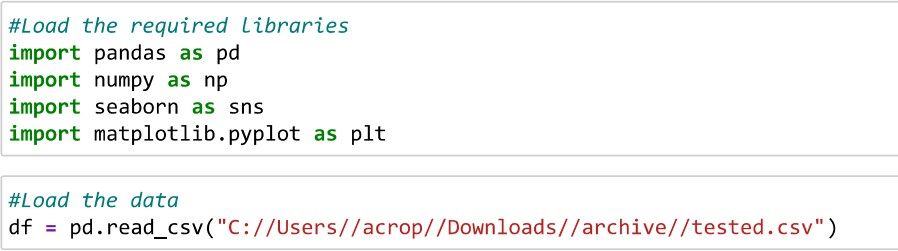 #Load the required libraries
import pandas as pd
import numpy as np
import seaborn as sns
import matplotlib.pyplot as plt
#Load the data
df = pd.read_csv("C://Users//acrop//Downloads//archive//tested.csv")